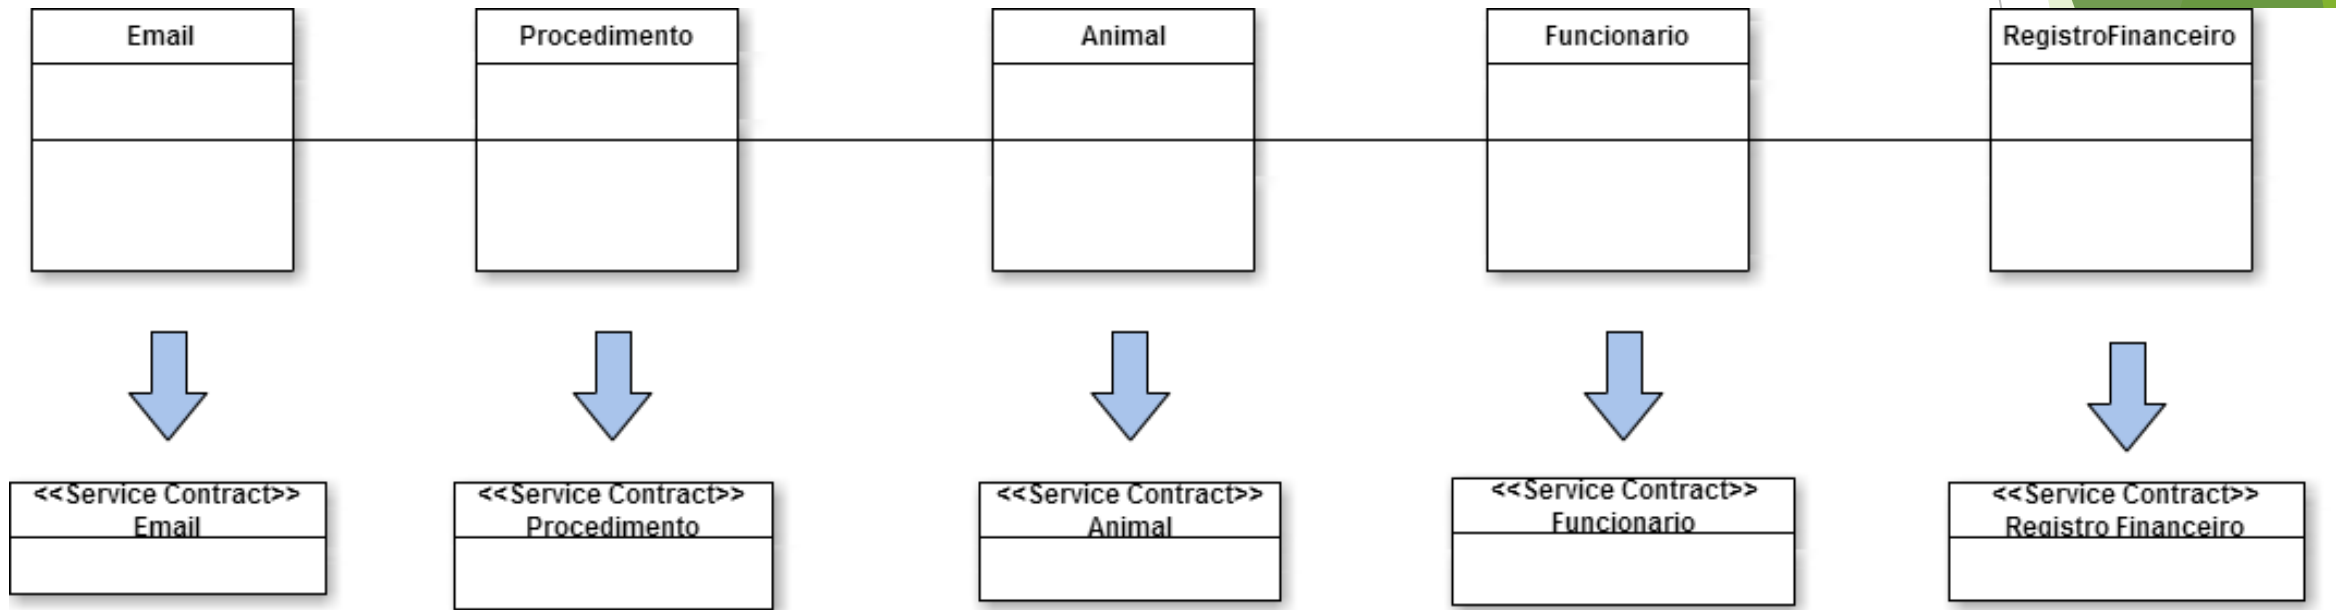 Email
Procedimento
Animal
Funcionario
RegistroFinanceiro
<<Service Contract>>
Email
<<Service Contract>>
Procedimento
<<Service Contract>>
Animal
<<Service Contract>>
Funcionario
<<Service Contract>>
Registro Financeiro